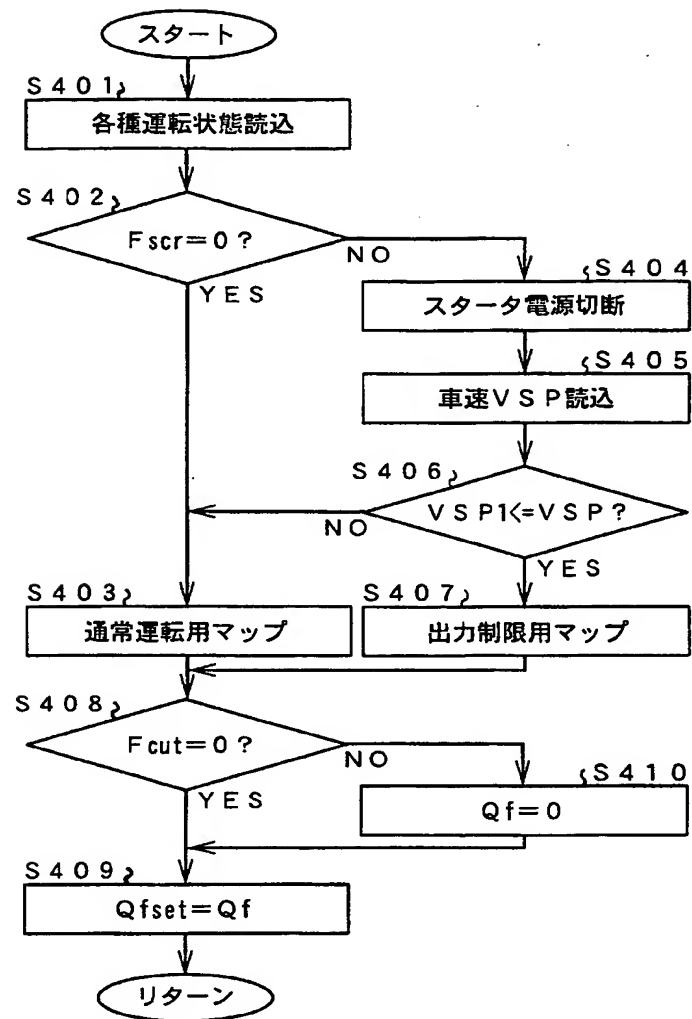 スタート
S401
各種運転状態読込
S402
Fscr=0?
NO
YES
S404
スタータ電源切断
S405
車速VSP読込
S406
VSP1<=VSP?
NO
YES
S403
通常運転用マップ
S407
出力制限用マップ
S408
Fcut=0?
NO
YES
S410
Qf=0
S409
Qfset=Qf
リターン